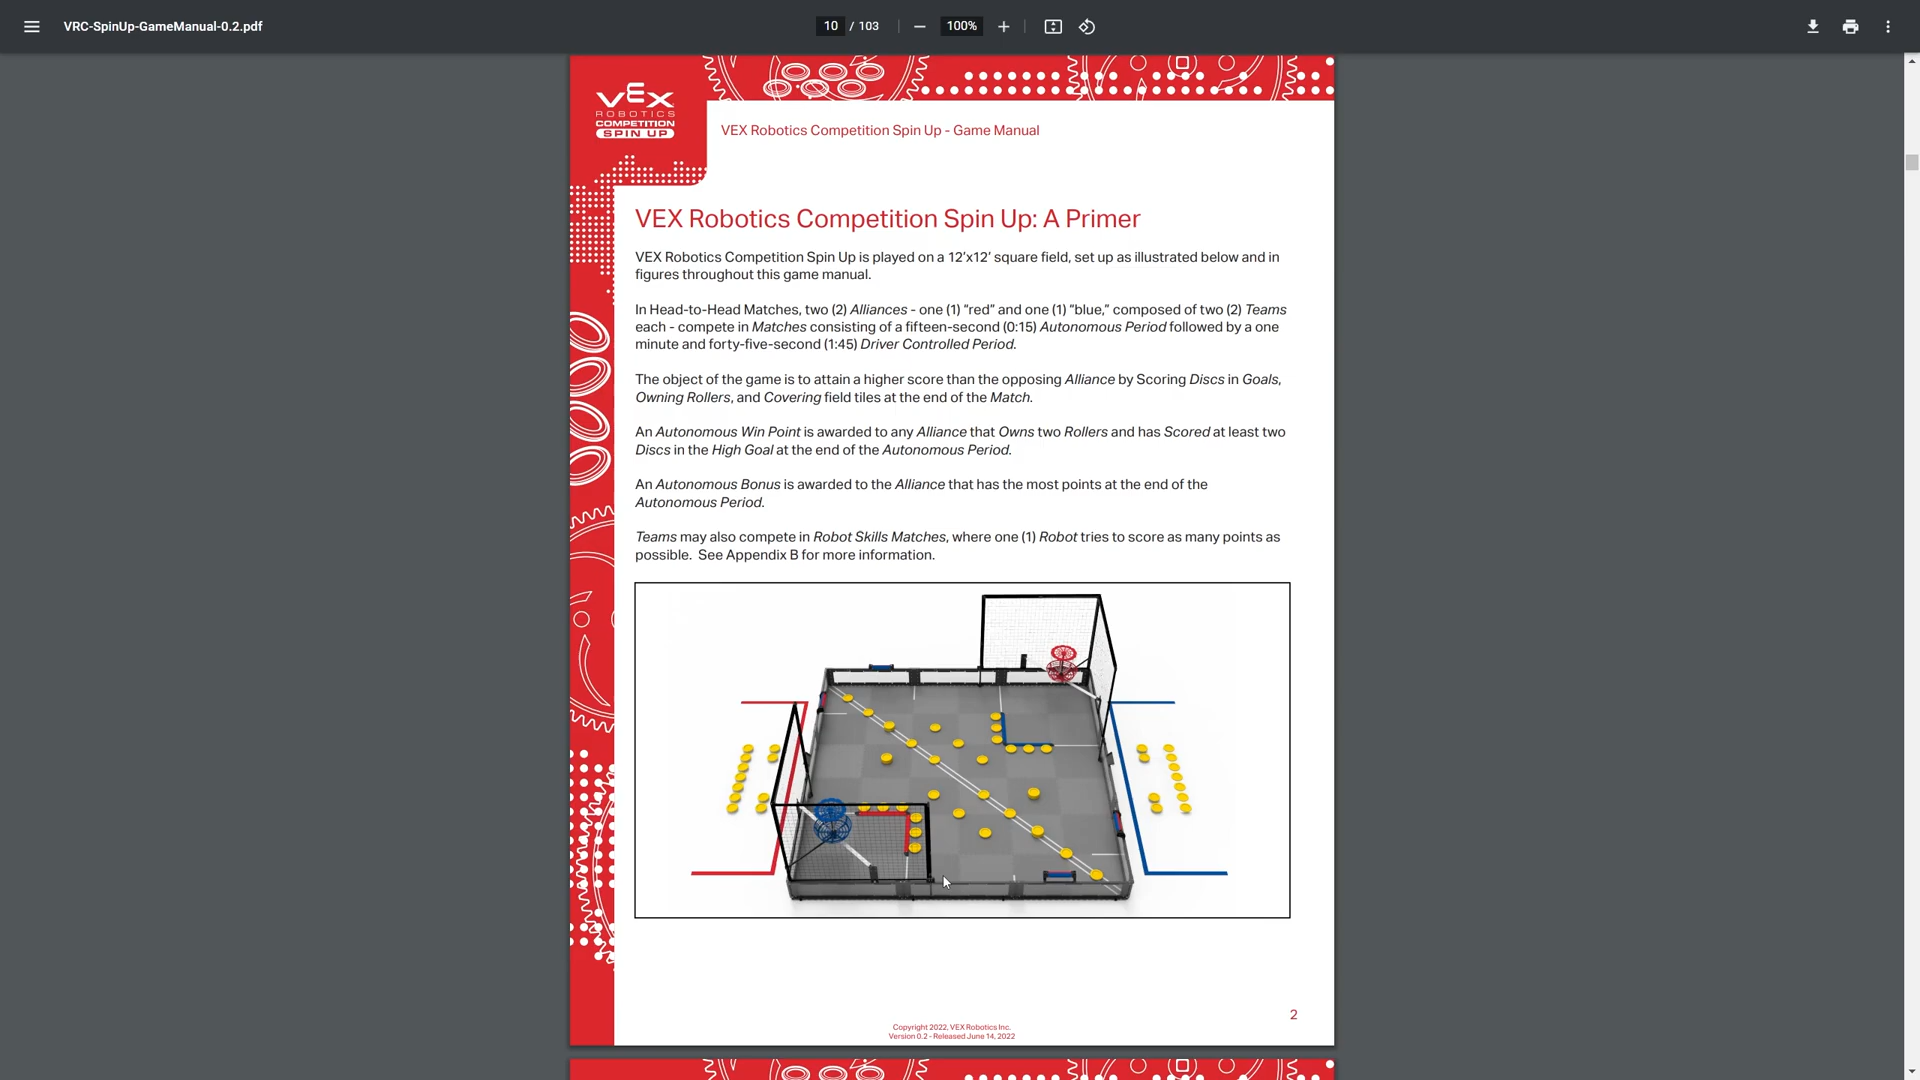 VRC-SpinUp-GameManual-0.2.pdf
10 / 103
100%
VEX
ROBOTICS
COMPETITION
SPIN UP
VEX Robotics Competition Spin Up - Game Manual
VEX Robotics Competition Spin Up: A Primer
VEX Robotics Competition Spin Up is played on a 12’x12’ square field, set up as illustrated below and in
figures throughout this game manual.
In Head-to-Head Matches, two (2) Alliances - one (1) “red” and one (1) “blue,” composed of two (2) Teams
each - compete in Matches consisting of a fifteen-second (0:15) Autonomous Period followed by a one
minute and forty-five-second (1:45) Driver Controlled Period.
The object of the game is to attain a higher score than the opposing Alliance by Scoring Discs in Goals,
Owning Rollers, and Covering field tiles at the end of the Match.
An Autonomous Win Point is awarded to any Alliance that Owns two Rollers and has Scored at least two
Discs in the High Goal at the end of the Autonomous Period.
An Autonomous Bonus is awarded to the Alliance that has the most points at the end of the
Autonomous Period.
Teams may also compete in Robot Skills Matches, where one (1) Robot tries to score as many points as
possible.  See Appendix B for more information.
2
Copyright 2022, VEX Robotics Inc.
Version 0.2 - Released June 14, 2022